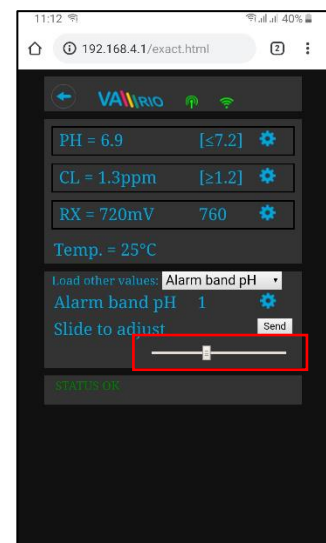 11:12 40%
192.168.4.1/exact.html 2
VARIO
PH = 6.9 [≤7.2]
CL = 1.3ppm [≥1.2]
RX = 720mV 760
Temp. = 25°C
Load other values: Alarm band pH
Alarm band pH 1
Slide to adjust Send
STATUS OK